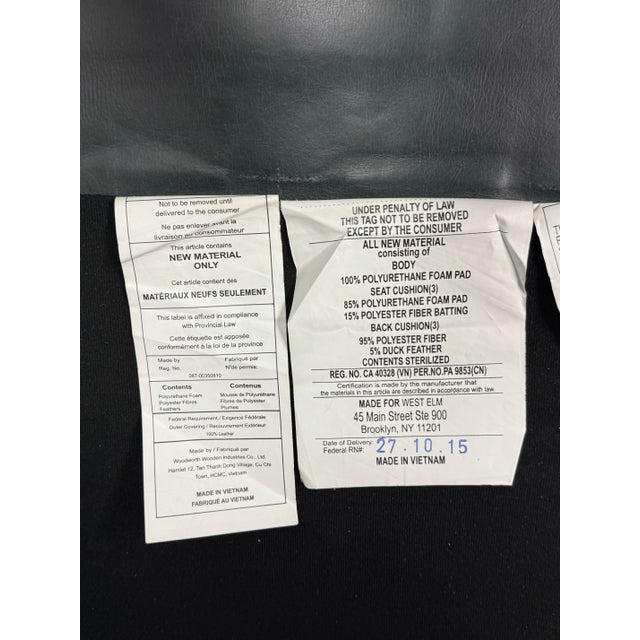 Not to be removed until
delivered to the consumer
Ne pas enlever avant la
livraison au consommateur
This article contains
NEW MATERIAL
ONLY
Cet article contient des
MATÉRIAUX NEUFS SEULEMENT
This label is affixed in compliance
with Provincial Law
Cette étiquette est apposée
conformément à la loi de la province
Made by Fabriqué par
Reg. No. N°de permis:
Contents Contenus
Polyurethane Foam Mousse de Polyuréthane
Polyester Fibres Fibres de Polyester
Feathers Plumes
Federal Requirement / Exigence Fédérale
Outer Covering / Recouvrement Extérieur
100% Leather
Made by / Fabriqué par
Woodworth Wooden Industries Co., Ltd.
Hamlet 12, Tan Thanh Dong Village, Cu Chi
Town, HCMC, Vietnam
MADE IN VIETNAM
FABRIQUÉ AU VIETNAM
UNDER PENALTY OF LAW
THIS TAG NOT TO BE REMOVED
EXCEPT BY THE CONSUMER
ALL NEW MATERIAL
consisting of
BODY
100% POLYURETHANE FOAM PAD
SEAT CUSHION(3)
85% POLYURETHANE FOAM PAD
15% POLYESTER FIBER BATTING
BACK CUSHION(3)
95% POLYESTER FIBER
5% DUCK FEATHER
CONTENTS STERILIZED
REG. NO. CA 40328 (VN) PER.NO.PA 9853(CN)
Certification is made by the manufacturer that
the materials in this article are described in accordance with law
MADE FOR WEST ELM
45 Main Street Ste 900
Brooklyn, NY 11201
Date of Delivery: 27.10.15
Federal RN#:
MADE IN VIETNAM